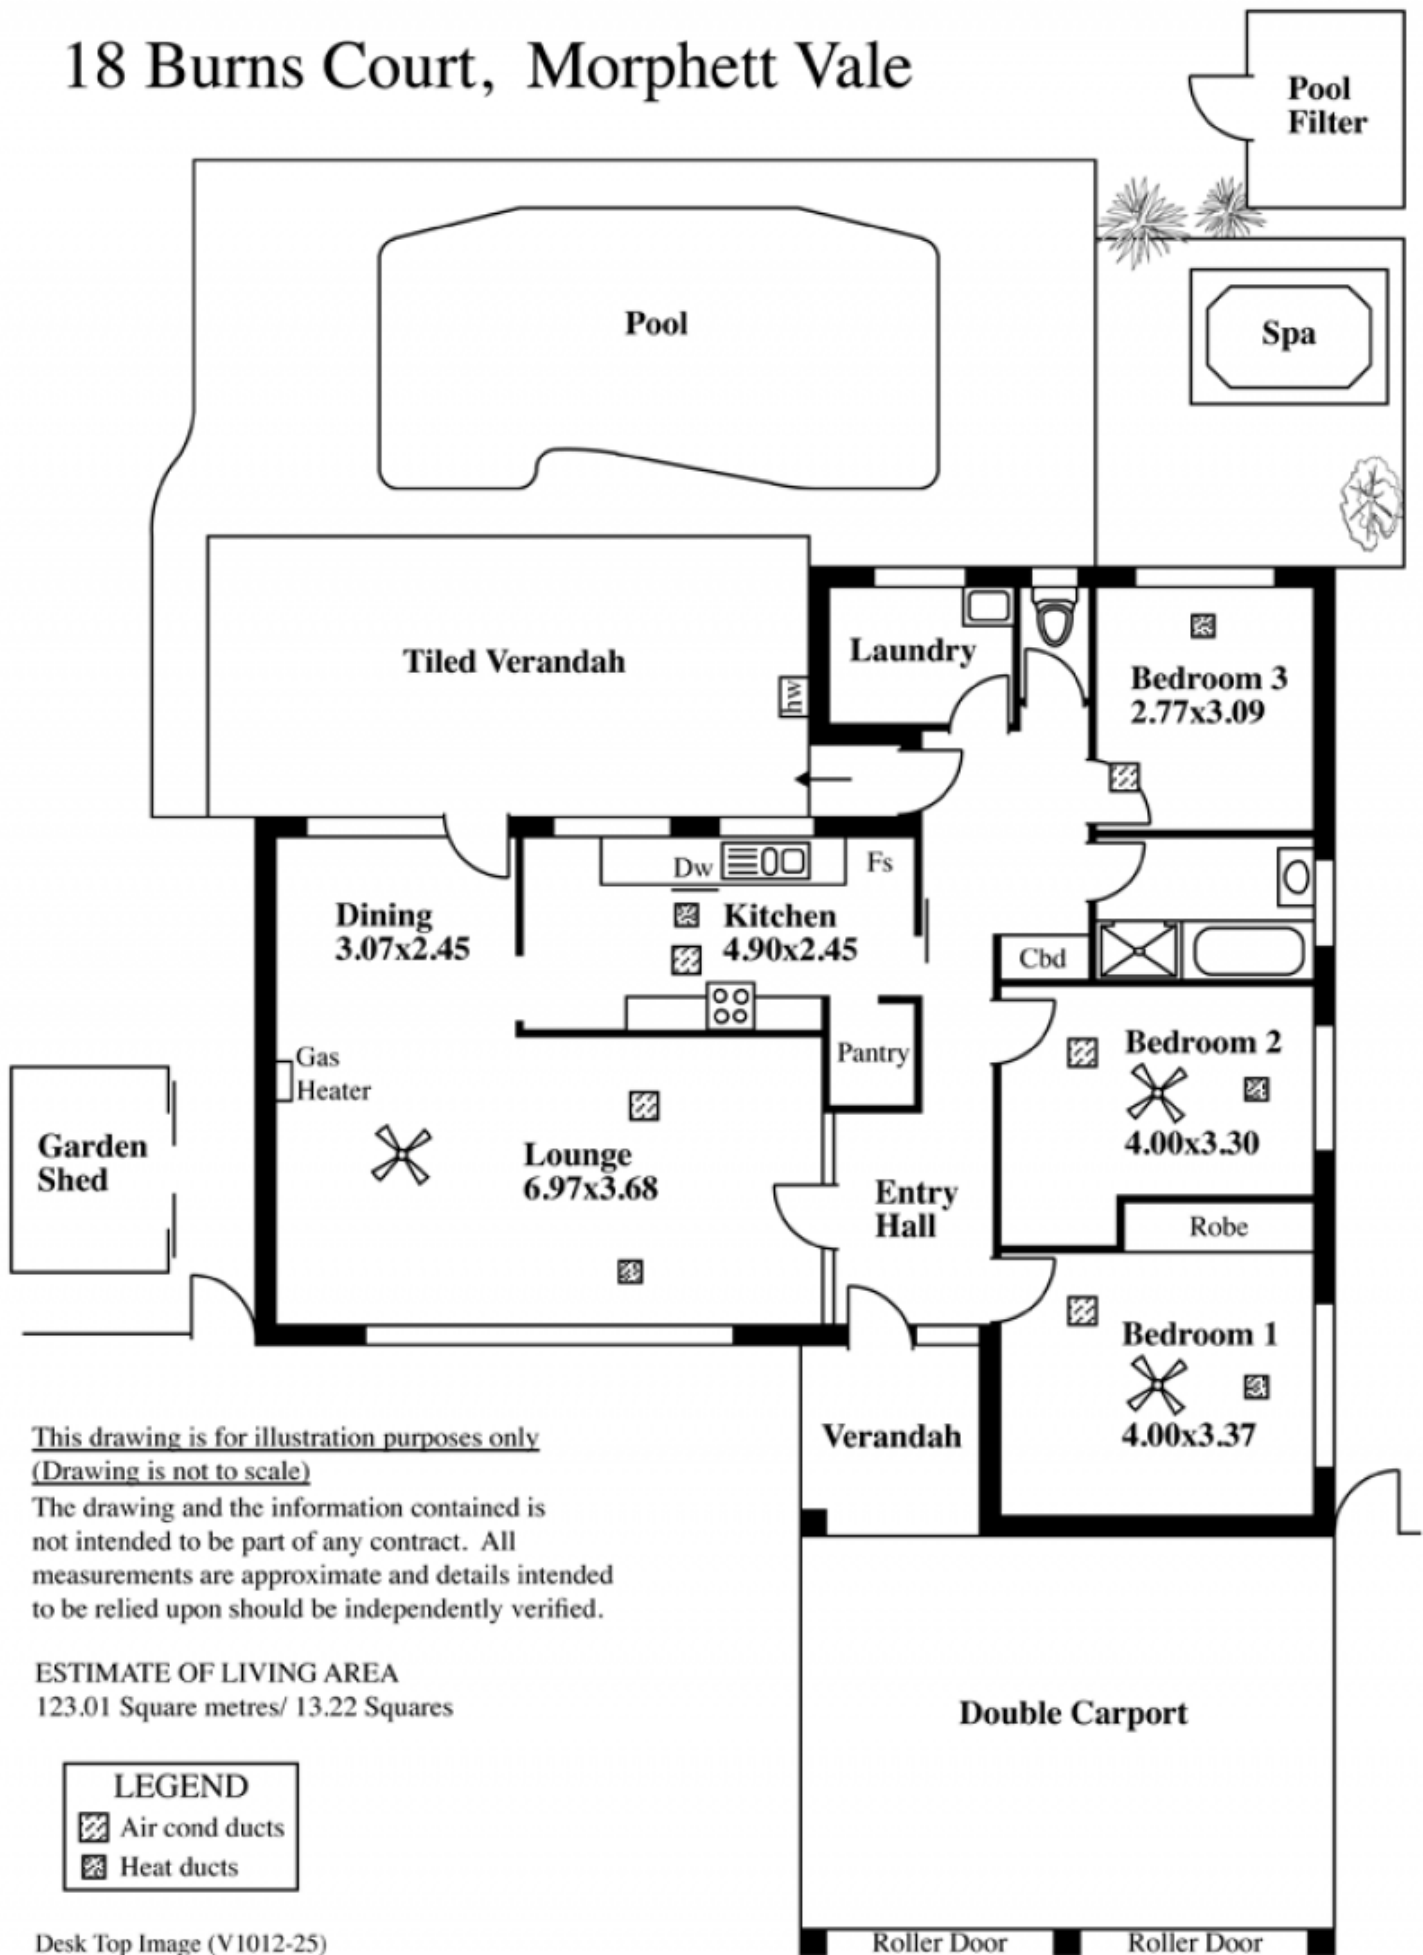 18 Burns Court, Morphett Vale
Pool
Filter
Pool
Spa
Tiled Verandah
hw
Laundry
Bedroom 3
2.77x3.09
Dining
3.07x2.45
Dw
Kitchen
4.90x2.45
Fs
Cbd
Gas
Heater
Pantry
Bedroom 2
4.00x3.30
Garden
Shed
Lounge
6.97x3.68
Entry
Hall
Robe
Bedroom 1
4.00x3.37
Verandah
This drawing is for illustration purposes only
(Drawing is not to scale)
The drawing and the information contained is
not intended to be part of any contract. All
measurements are approximate and details intended
to be relied upon should be independently verified.
ESTIMATE OF LIVING AREA
123.01 Square metres/ 13.22 Squares
Double Carport
LEGEND
Air cond ducts
Heat ducts
Desk Top Image (V1012-25)
Roller Door
Roller Door